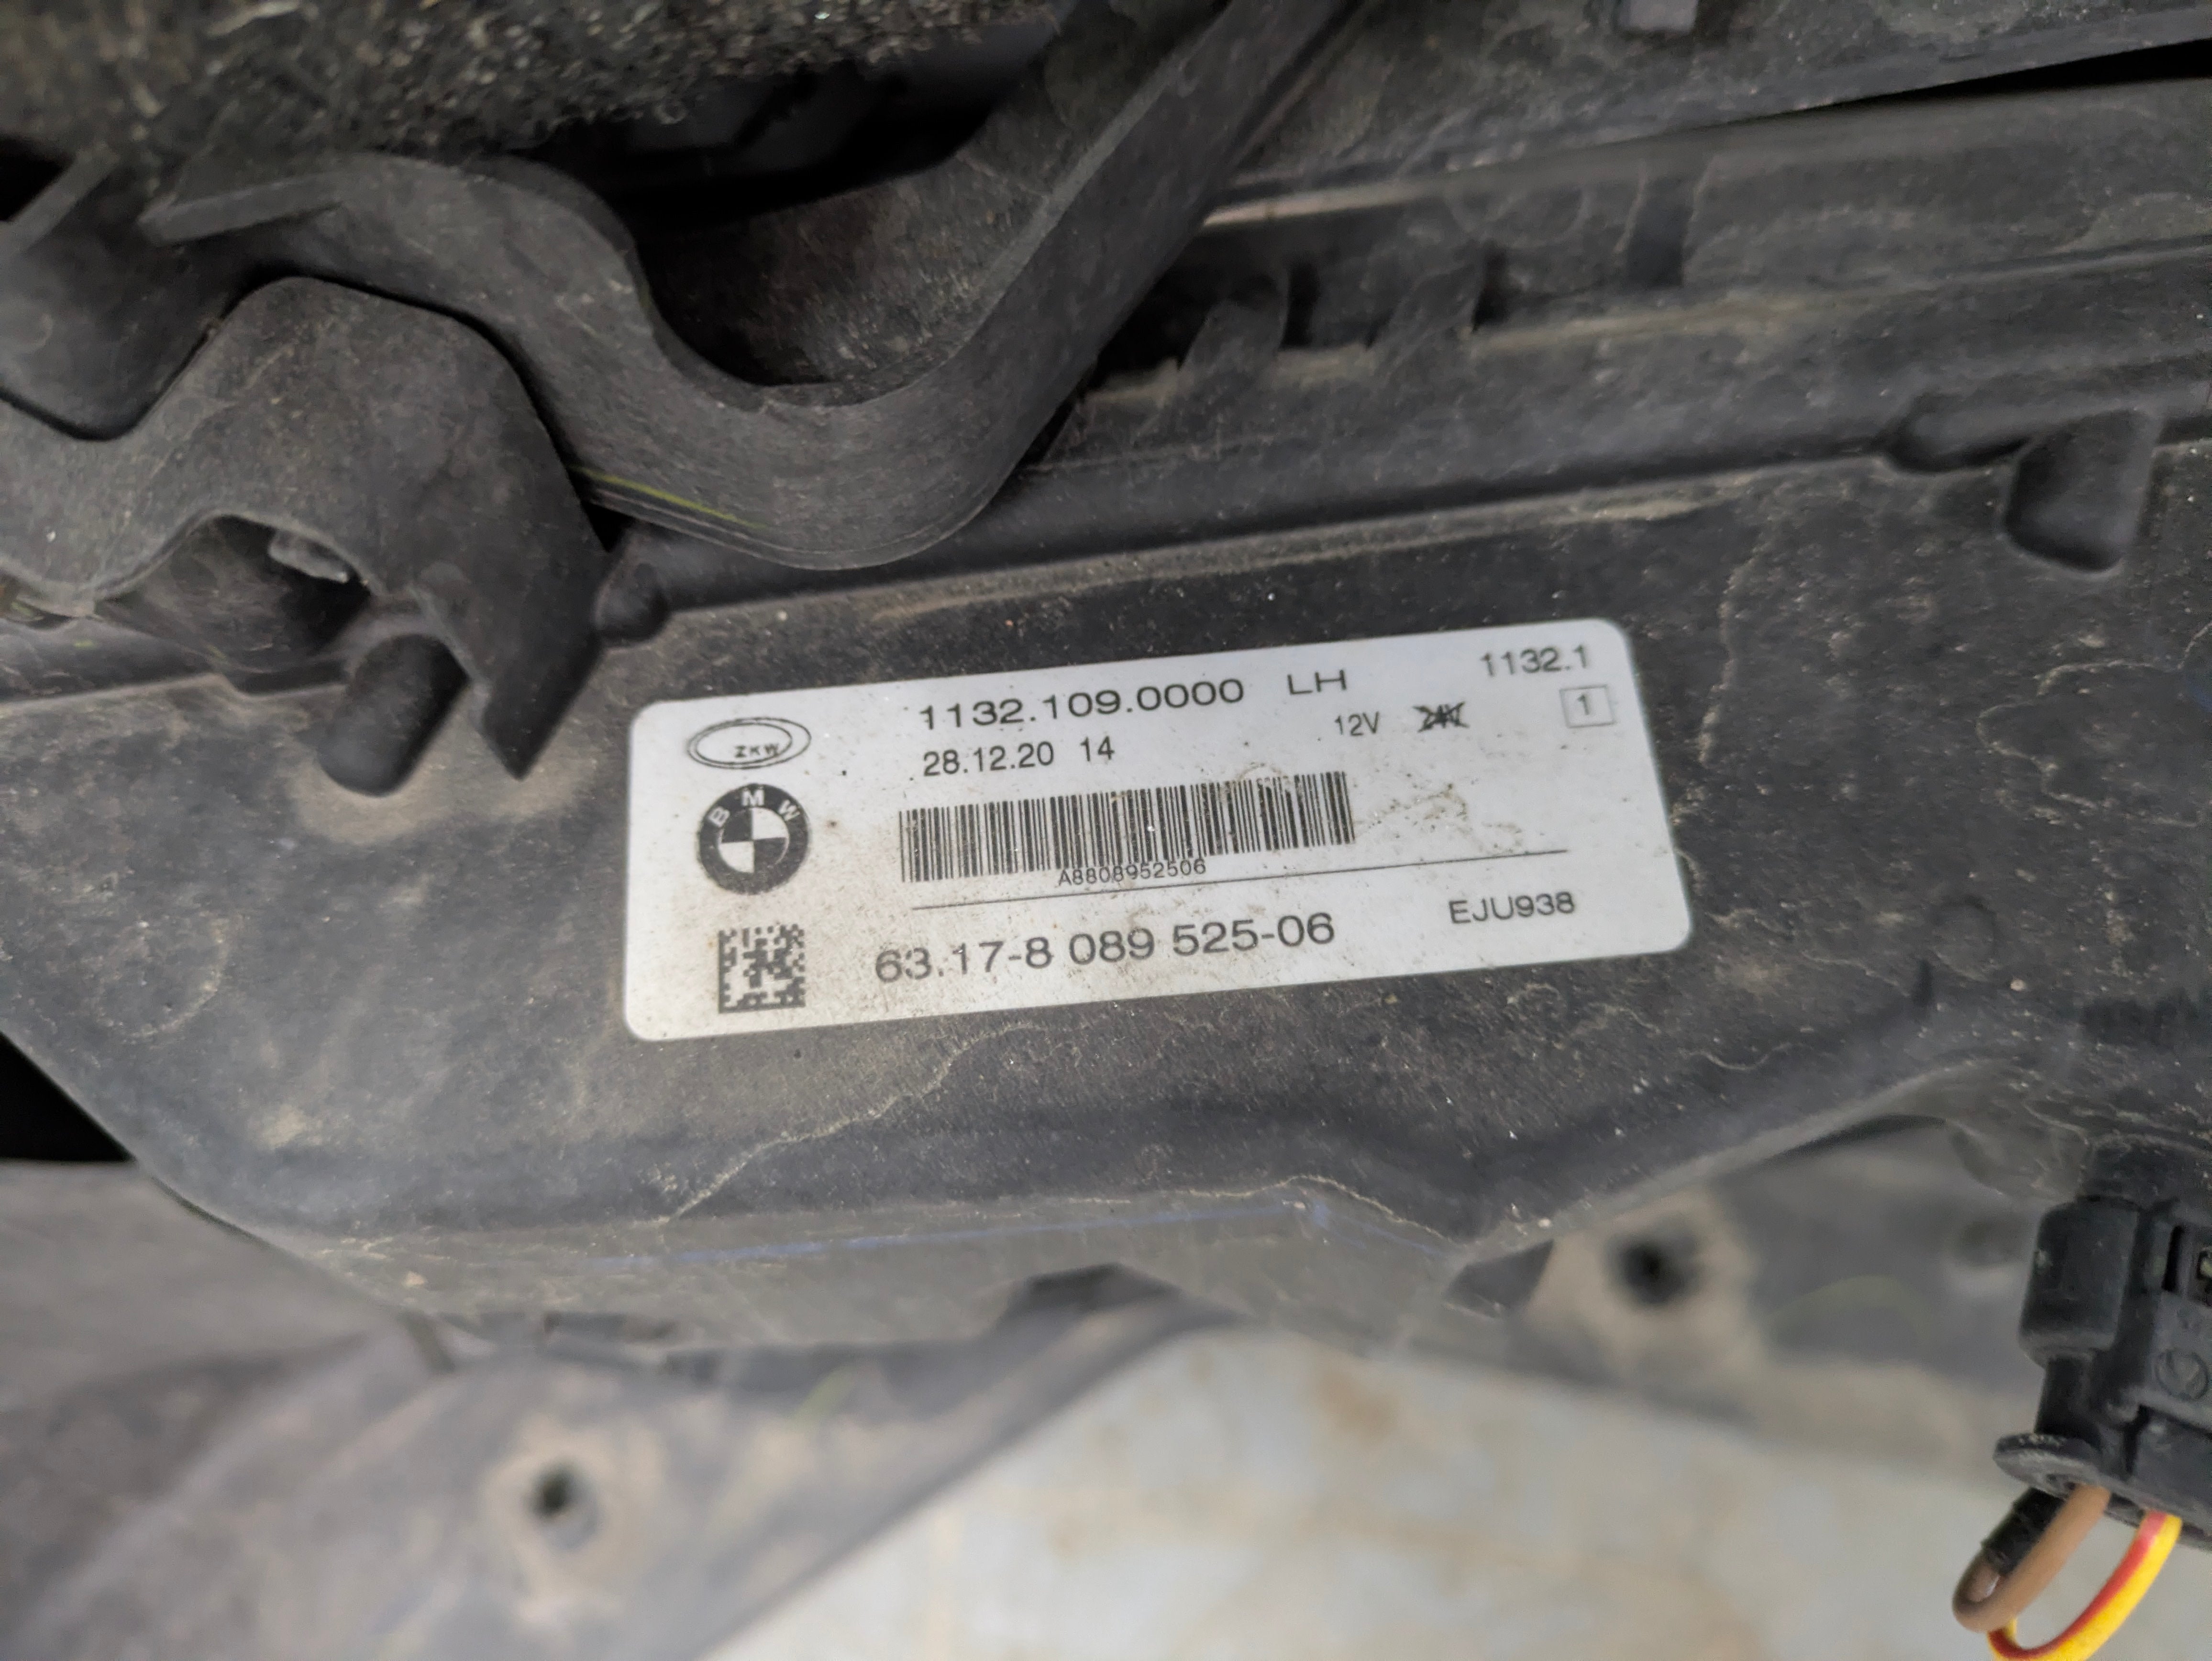 1132.109.0000 LH 1132.1
ZKW
12V 24V 1
28.12.20 14
BMW
A8808952506
63.17-8 089 525-06 EJU938